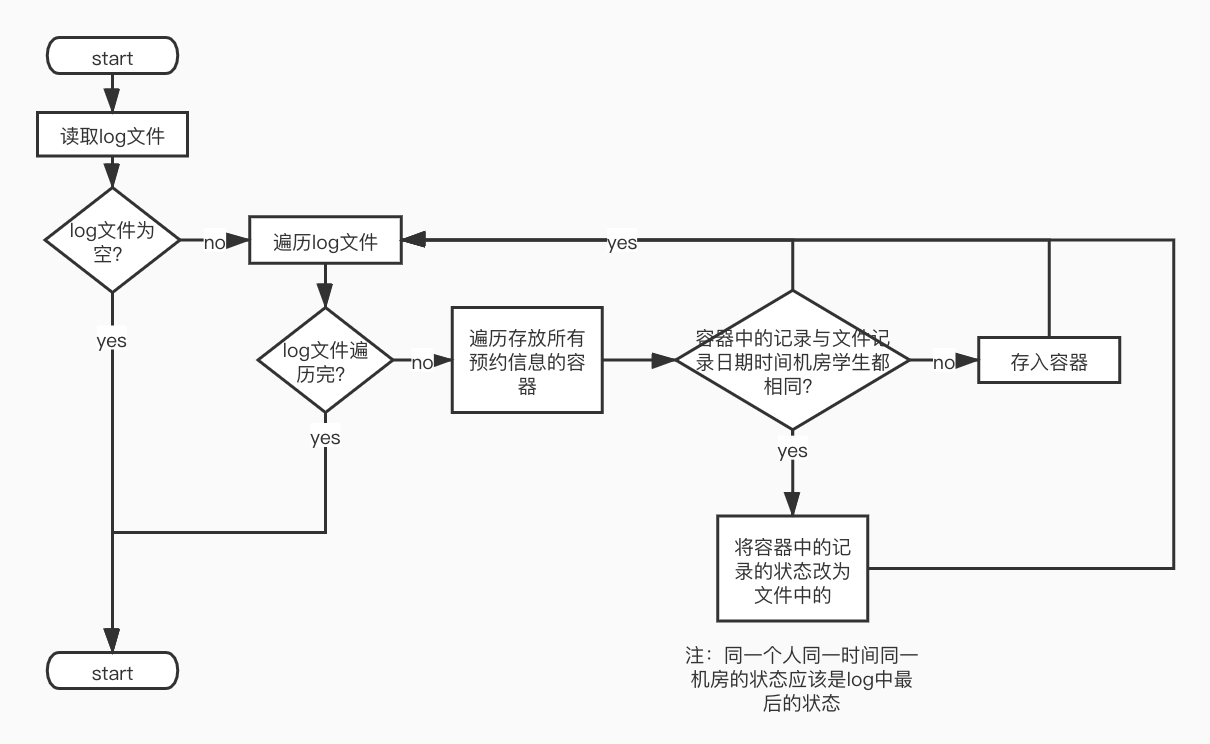 start
读取log文件
log文件为
空?
no
遍历log文件
yes
yes
log文件遍
历完?
no
遍历存放所有
预约信息的容
器
容器中的记录与文件记
录日期时间机房学生都
相同?
no
存入容器
yes
yes
将容器中的记
录的状态改为
文件中的
start
注：同一个人同一时间同一
机房的状态应该是log中最
后的状态